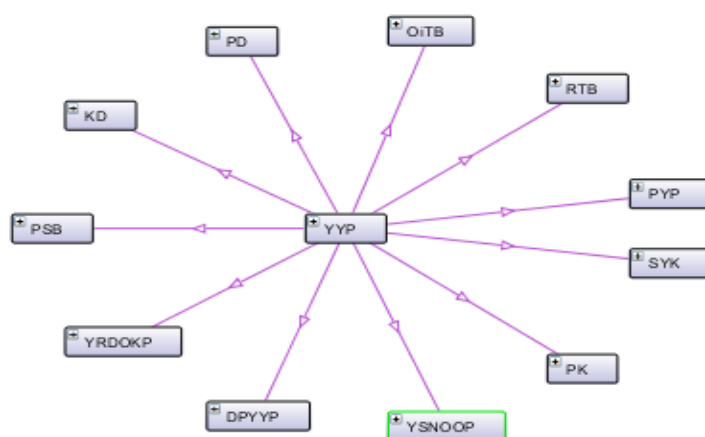 OiTB
PD
RTB
KD
PYP
PSB
YYP
SYK
YRDOKP
PK
DPYYP
YSNOOP